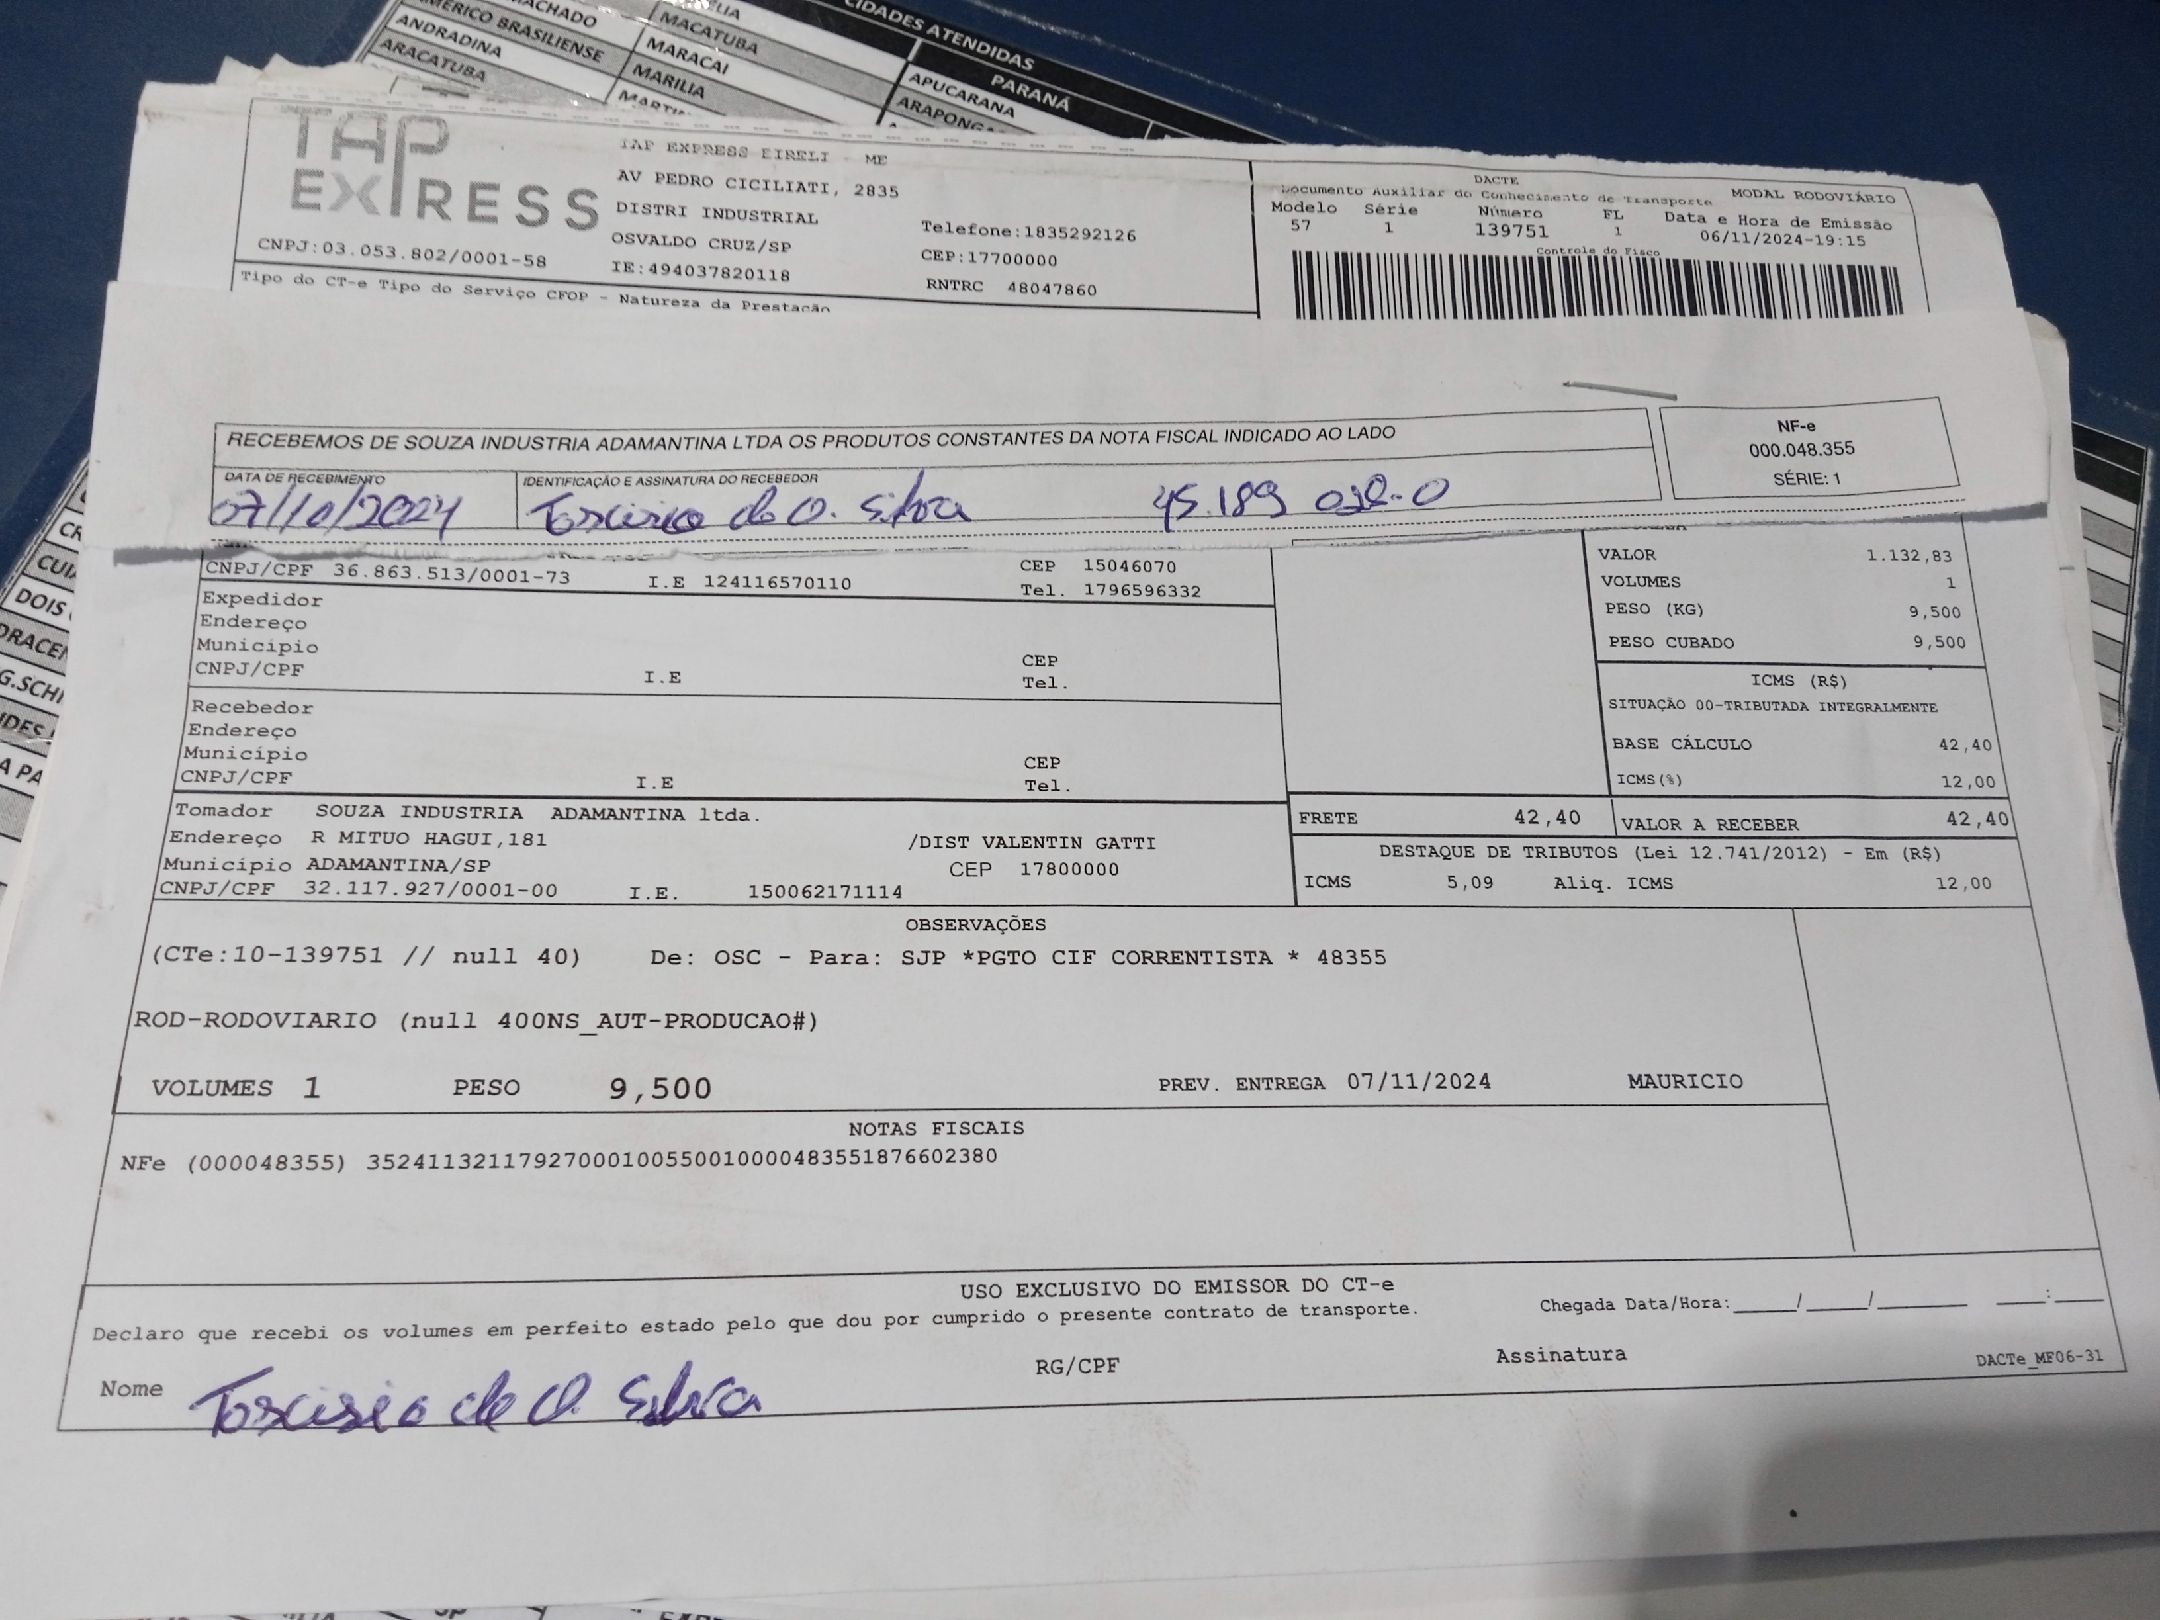 MACHADO
AMÉRICO BRASILIENSE
ANDRADINA
ARACATUBA
MACATUBA
MARACAI
MARILIA
CIDADES ATENDIDAS
PARANÁ
APUCARANA
TAP
EXPRESS
CNPJ:03.053.802/0001-58
TAP EXPRESS EIRELI - ME
AV PEDRO CICILIATI, 2835
DISTRI INDUSTRIAL
OSVALDO CRUZ/SP
IE:494037820118
Telefone:1835292126
CEP:17700000
RNTRC 48047860
DACTE
Documento Auxiliar do Conhecimento de Transporte MODAL RODOVIÁRIO
Modelo Série Número FL Data e Hora de Emissão
57 1 139751 1 06/11/2024-19:15
Controle do Fisco
Tipo do CT-e Tipo do Serviço CFOP - Natureza da Prestação
RECEBEMOS DE SOUZA INDUSTRIA ADAMANTINA LTDA OS PRODUTOS CONSTANTES DA NOTA FISCAL INDICADO AO LADO
DATA DE RECEBIMENTO
07/10/2024
IDENTIFICAÇÃO E ASSINATURA DO RECEBEDOR
Silva 45.189
NF-e
000.048.355
SÉRIE: 1
CNPJ/CPF 36.863.513/0001-73 I.E 124116570110 CEP 15046070
Tel. 1796596332
Expedidor
Endereço
Município CEP
CNPJ/CPF I.E Tel.
Recebedor
Endereço
Município CEP
CNPJ/CPF I.E Tel.
Tomador SOUZA INDUSTRIA ADAMANTINA ltda.
Endereço R MITUO HAGUI,181 /DIST VALENTIN GATTI
Município ADAMANTINA/SP CEP 17800000
CNPJ/CPF 32.117.927/0001-00 I.E. 150062171114
VALOR 1.132,83
VOLUMES 1
PESO (KG) 9,500
PESO CUBADO 9,500
ICMS (R$)
SITUAÇÃO 00-TRIBUTADA INTEGRALMENTE
BASE CÁLCULO 42,40
ICMS(%) 12,00
FRETE 42,40 VALOR A RECEBER 42,40
DESTAQUE DE TRIBUTOS (Lei 12.741/2012) - Em (R$)
ICMS 5,09 Aliq. ICMS 12,00
OBSERVAÇÕES
(CTe:10-139751 // null 40) De: OSC - Para: SJP *PGTO CIF CORRENTISTA * 48355
ROD-RODOVIARIO (null 400NS_AUT-PRODUCAO#)
VOLUMES 1 PESO 9,500 PREV. ENTREGA 07/11/2024 MAURICIO
NOTAS FISCAIS
NFe (000048355) 35241132117927000100550010000483551876602380
USO EXCLUSIVO DO EMISSOR DO CT-e
Declaro que recebi os volumes em perfeito estado pelo que dou por cumprido o presente contrato de transporte. Chegada Data/Hora:_____/_____/_______ ____:____
Nome Silva RG/CPF Assinatura
DACTe_MF06-31